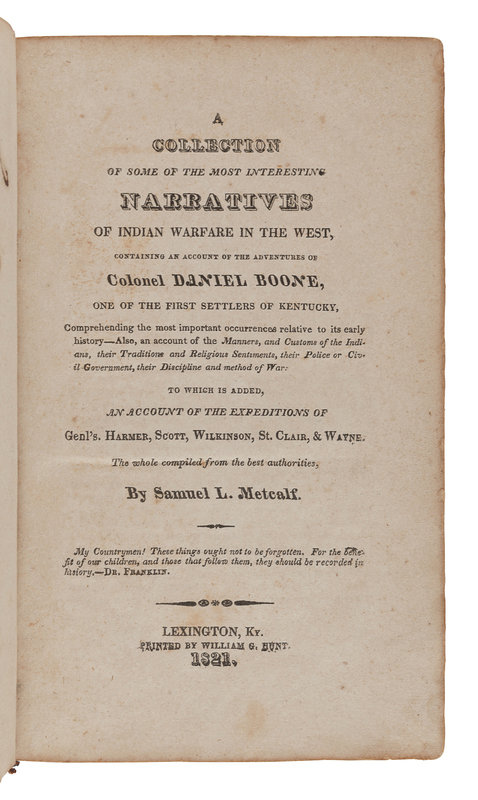 A
COLLECTION
OF SOME OF THE MOST INTERESTING
NARRATIVES
OF INDIAN WARFARE IN THE WEST,
CONTAINING AN ACCOUNT OF THE ADVENTURES OF
Colonel DANIEL BOONE,
ONE OF THE FIRST SETTLERS OF KENTUCKY,
Comprehending the most important occurrences relative to its early
history—Also, an account of the Manners, and Customs of the Indi-
ans, their Traditions and Religious Sentiments, their Police or Civ-
il Government, their Discipline and method of War:
TO WHICH IS ADDED,
AN ACCOUNT OF THE EXPEDITIONS OF
Genl's. HARMER, SCOTT, WILKINSON, ST. CLAIR, & WAYNE.
The whole compiled from the best authorities,
By Samuel L. Metcalf.
My Countrymen! These things ought not to be forgotten. For the bene-
fit of our children, and those that follow them, they should be recorded in
history.—DR. FRANKLIN.
LEXINGTON, KY.
PRINTED BY WILLIAM G. HUNT.
1821.